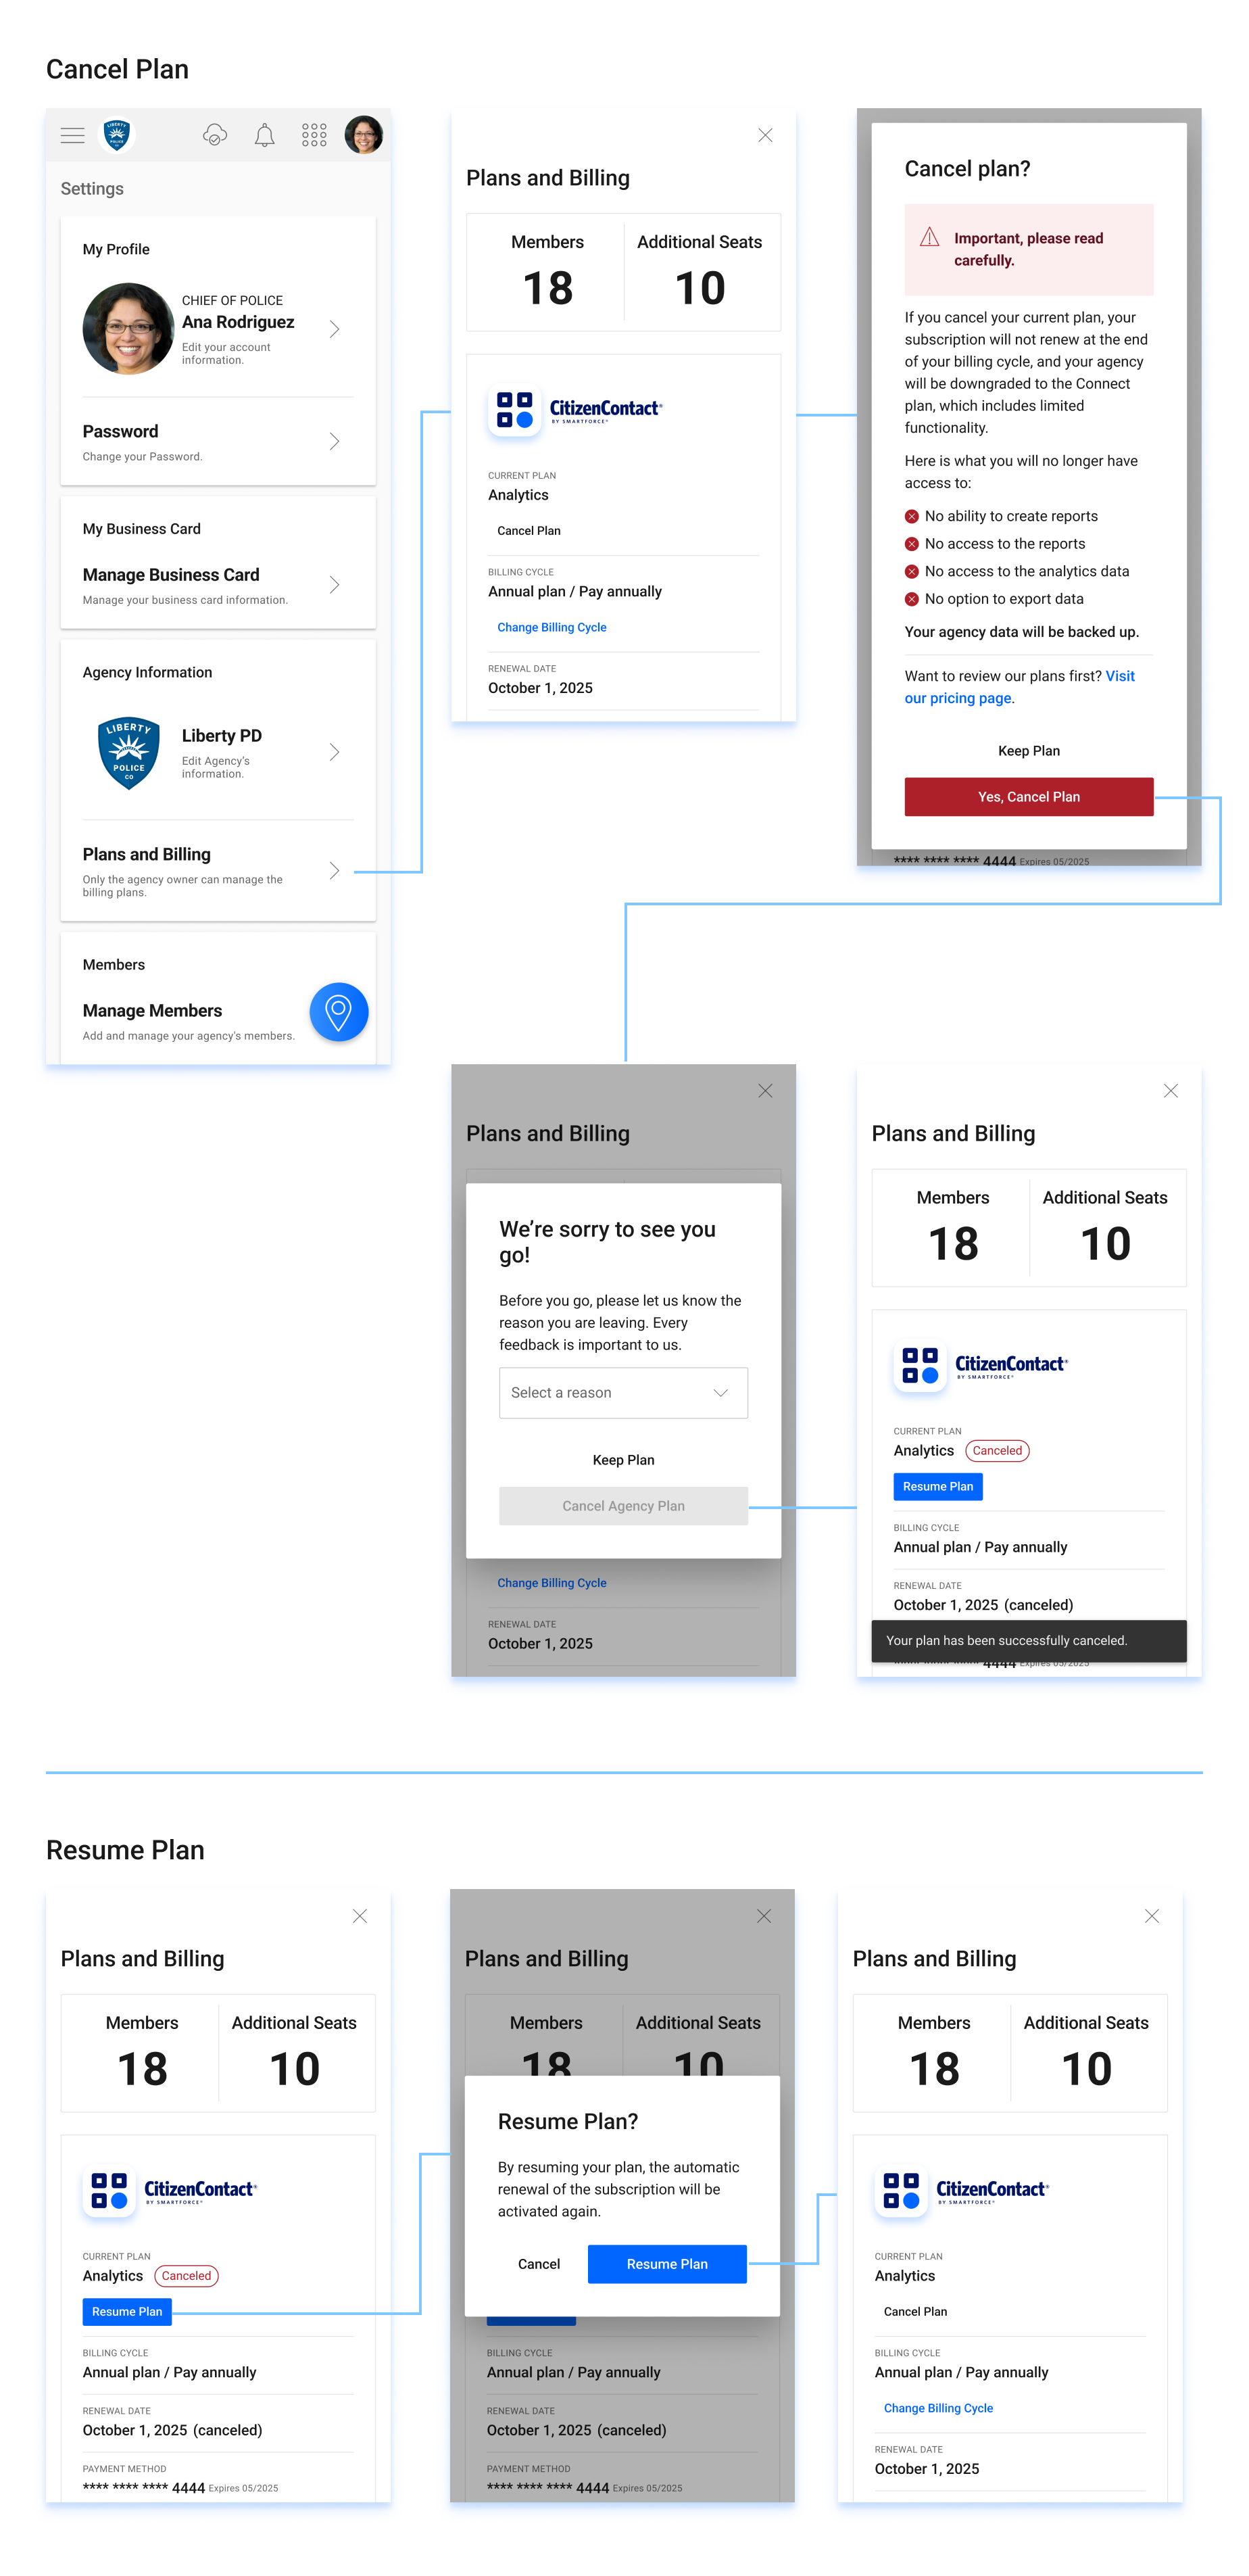 Cancel Plan
LIBERTY
POLICE
CO
Settings
My Profile
CHIEF OF POLICE
Ana Rodriguez
Edit your account
information.
Password
Change your Password.
My Business Card
Manage Business Card
Manage your business card information.
Agency Information
LIBERTY
POLICE
CO
Liberty PD
Edit Agency's
information.
Plans and Billing
Only the agency owner can manage the
billing plans.
Members
Manage Members
Add and manage your agency's members.
Plans and Billing
Members
Additional Seats
18
10
CitizenContact®
BY SMARTFORCE®
CURRENT PLAN
Analytics
Cancel Plan
BILLING CYCLE
Annual plan / Pay annually
Change Billing Cycle
RENEWAL DATE
October 1, 2025
Cancel plan?
Important, please read
carefully.
If you cancel your current plan, your
subscription will not renew at the end
of your billing cycle, and your agency
will be downgraded to the Connect
plan, which includes limited
functionality.
Here is what you will no longer have
access to:
No ability to create reports
No access to the reports
No access to the analytics data
No option to export data
Your agency data will be backed up.
Want to review our plans first? Visit
our pricing page.
Keep Plan
Yes, Cancel Plan
**** **** **** 4444 Expires 05/2025
Plans and Billing
We're sorry to see you
go!
Before you go, please let us know the
reason you are leaving. Every
feedback is important to us.
Select a reason
Keep Plan
Cancel Agency Plan
Change Billing Cycle
RENEWAL DATE
October 1, 2025
Plans and Billing
Members
Additional Seats
18
10
CitizenContact®
BY SMARTFORCE®
CURRENT PLAN
Analytics Canceled
Resume Plan
BILLING CYCLE
Annual plan / Pay annually
RENEWAL DATE
October 1, 2025 (canceled)
Your plan has been successfully canceled.
**** **** **** 4444 Expires 05/2025
Resume Plan
Plans and Billing
Members
Additional Seats
18
10
CitizenContact®
BY SMARTFORCE®
CURRENT PLAN
Analytics Canceled
Resume Plan
BILLING CYCLE
Annual plan / Pay annually
RENEWAL DATE
October 1, 2025 (canceled)
PAYMENT METHOD
**** **** **** 4444 Expires 05/2025
Plans and Billing
Members
Additional Seats
18
10
Resume Plan?
By resuming your plan, the automatic
renewal of the subscription will be
activated again.
Cancel
Resume Plan
BILLING CYCLE
Annual plan / Pay annually
RENEWAL DATE
October 1, 2025 (canceled)
PAYMENT METHOD
**** **** **** 4444 Expires 05/2025
Plans and Billing
Members
Additional Seats
18
10
CitizenContact®
BY SMARTFORCE®
CURRENT PLAN
Analytics
Cancel Plan
BILLING CYCLE
Annual plan / Pay annually
Change Billing Cycle
RENEWAL DATE
October 1, 2025